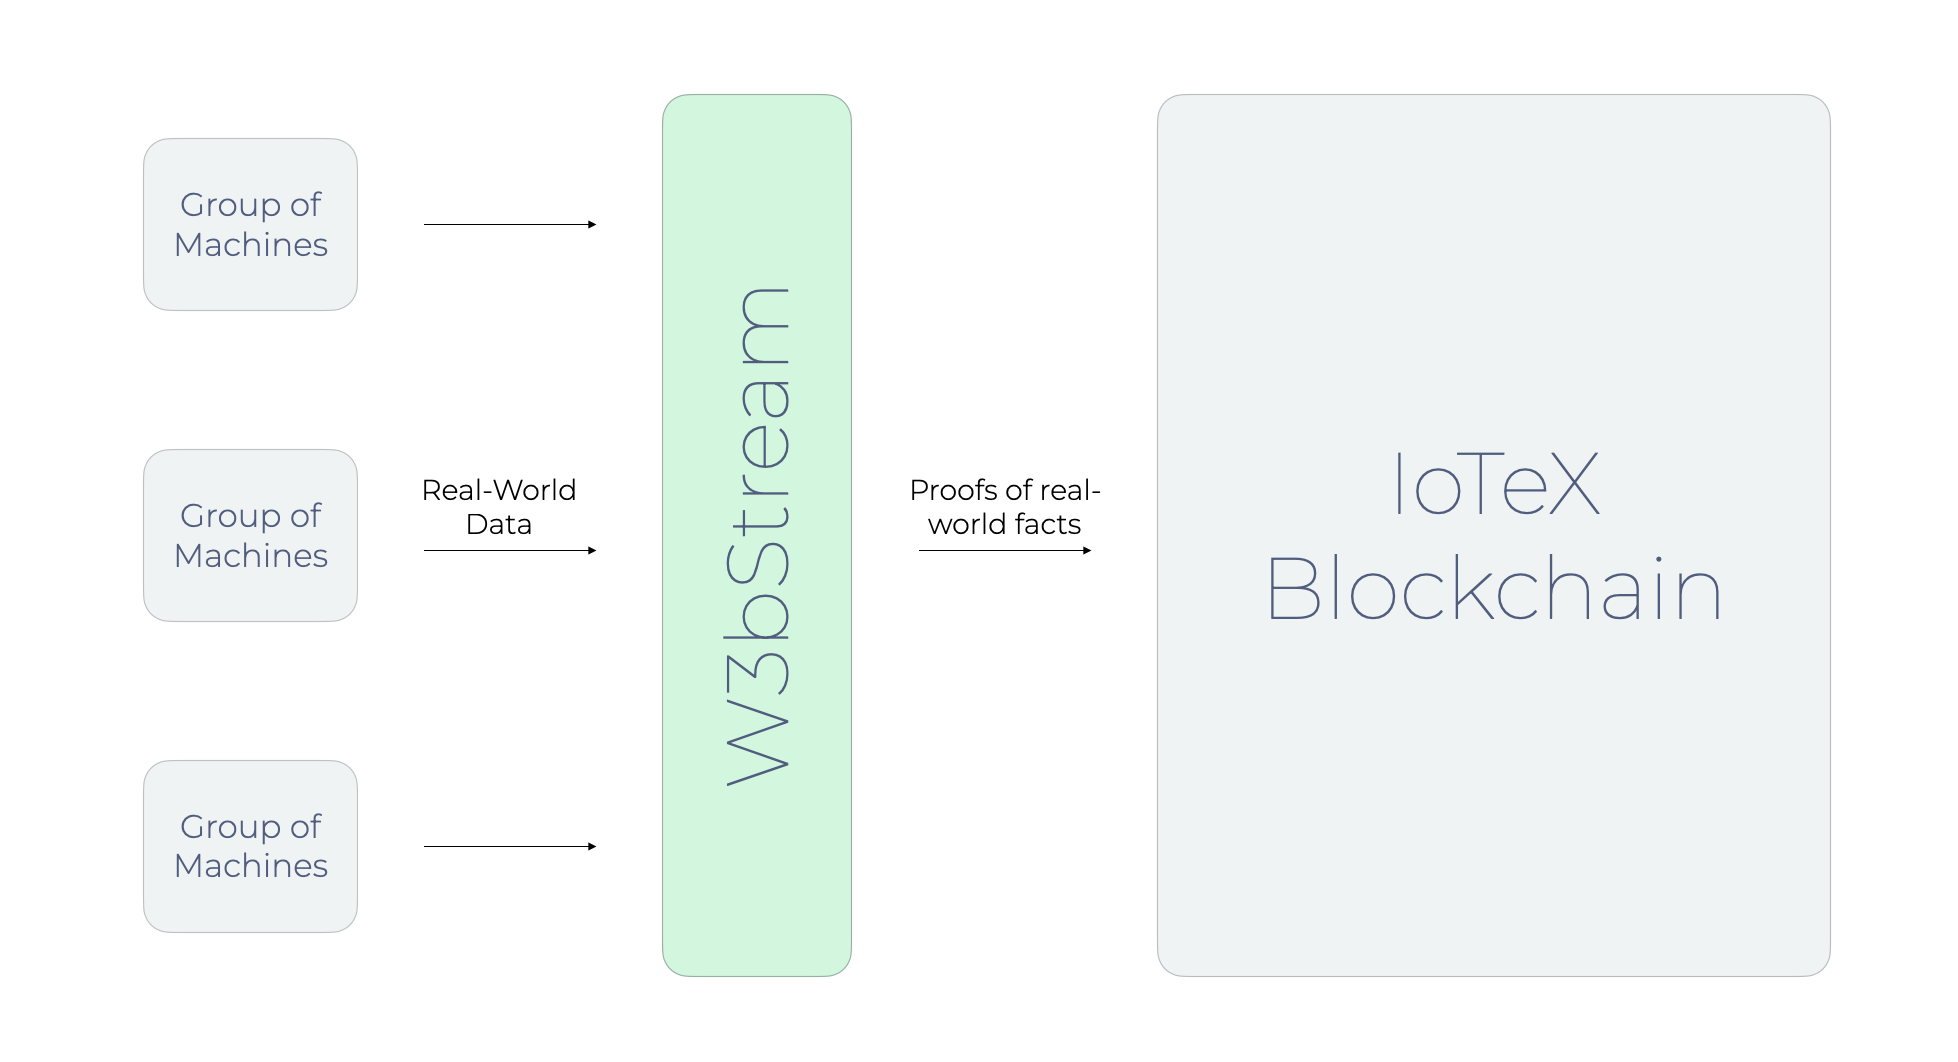 Group of
Machines
Group of
Machines
Real-World
Data
Group of
Machines
W3bStream
Proofs of real-
world facts
IoTeX
Blockchain